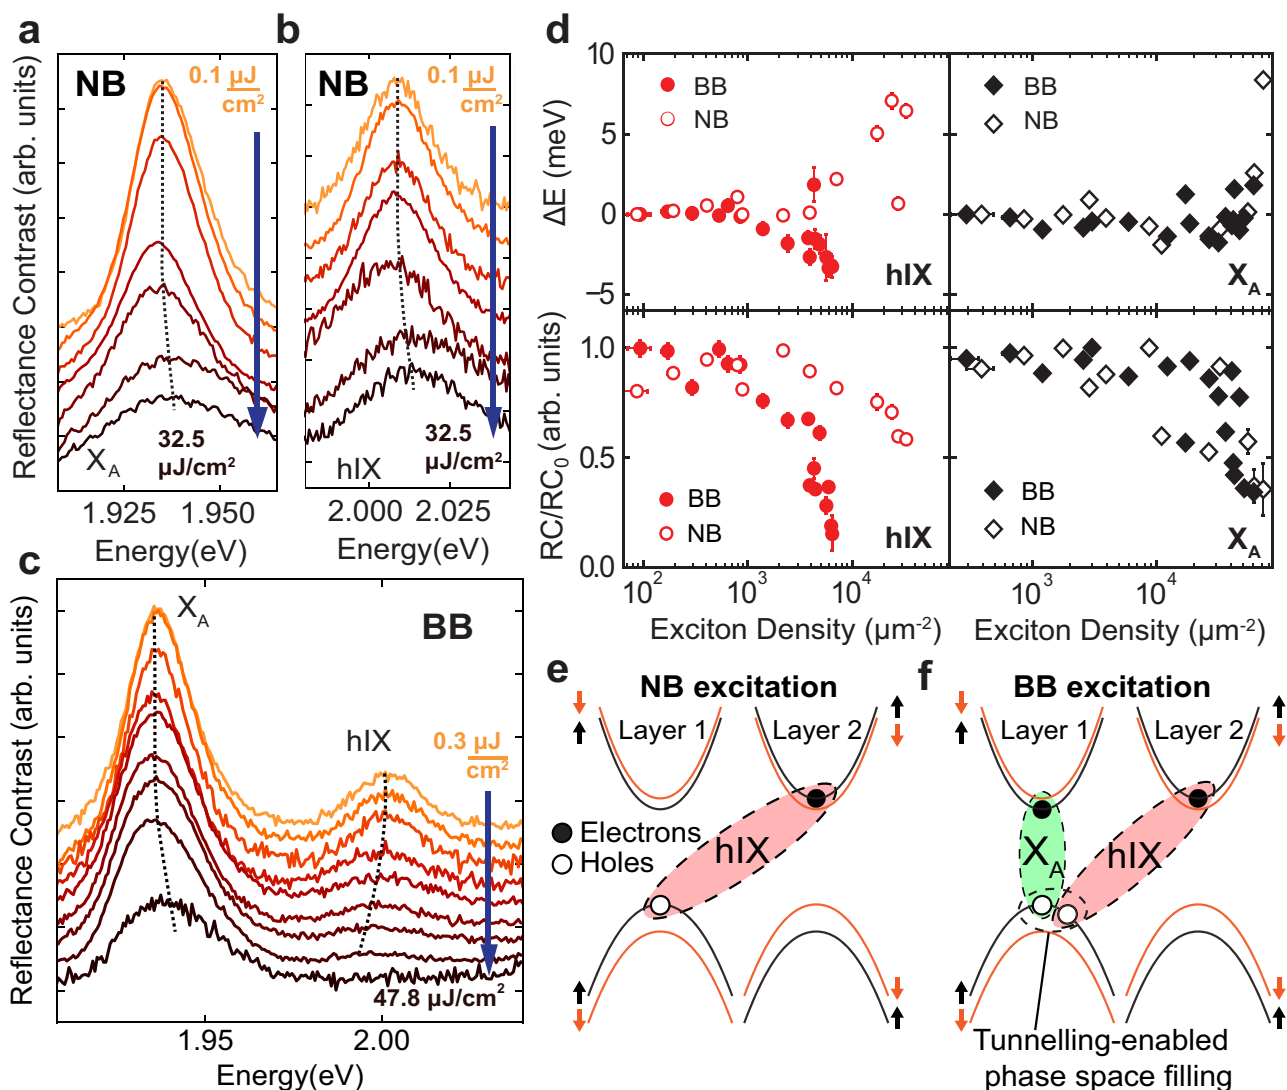 a
NB
0.1 µJ
cm²
Reflectance Contrast (arb. units)
X_A
32.5
µJ/cm²
1.925
1.950
Energy(eV)
b
NB
0.1 µJ
cm²
hIX
32.5
µJ/cm²
2.000
2.025
Energy(eV)
c
X_A
BB
hIX
0.3 µJ
cm²
47.8 µJ/cm²
Reflectance Contrast (arb. units)
1.95
2.00
Energy(eV)
d
10
5
0
−5
ΔE (meV)
BB
NB
hIX
BB
NB
X_A
1.0
0.5
0.0
RC/RC₀ (arb. units)
BB
NB
hIX
BB
NB
X_A
10²
10³
10⁴
10³
10⁴
Exciton Density (µm⁻²)
Exciton Density (µm⁻²)
e
NB excitation
Layer 1
Layer 2
Electrons
Holes
hIX
f
BB excitation
Layer 1
Layer 2
X_A
hIX
Tunnelling-enabled
phase space filling